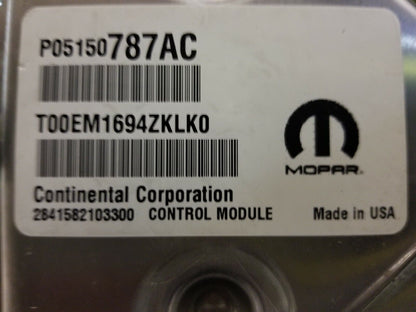 P05150787AC
T00EM1694ZKLK0
MOPAR
Continental Corporation
2841582103300 CONTROL MODULE
Made in USA